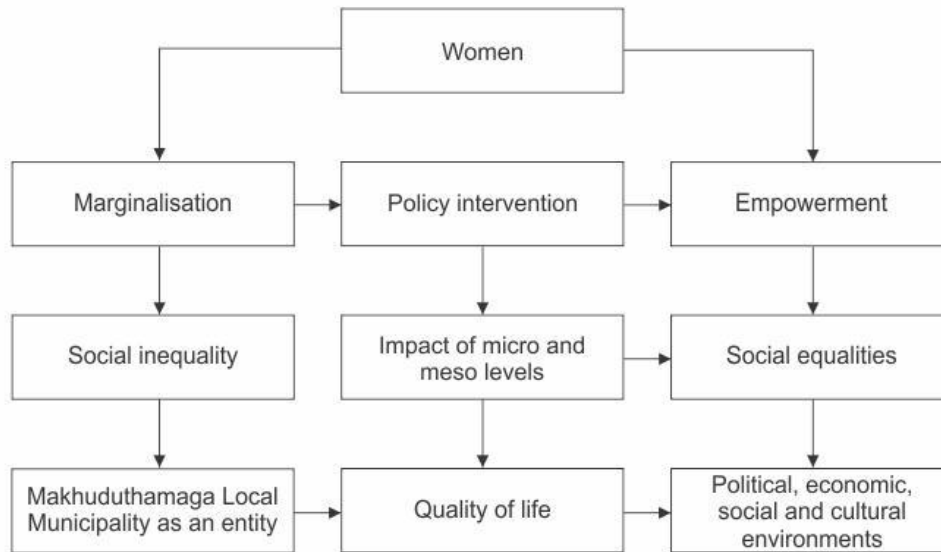 Women
Marginalisation
Policy intervention
Empowerment
Social inequality
Impact of micro and
meso levels
Social equalities
Makhuduthamaga Local
Municipality as an entity
Quality of life
Political, economic,
social and cultural
environments